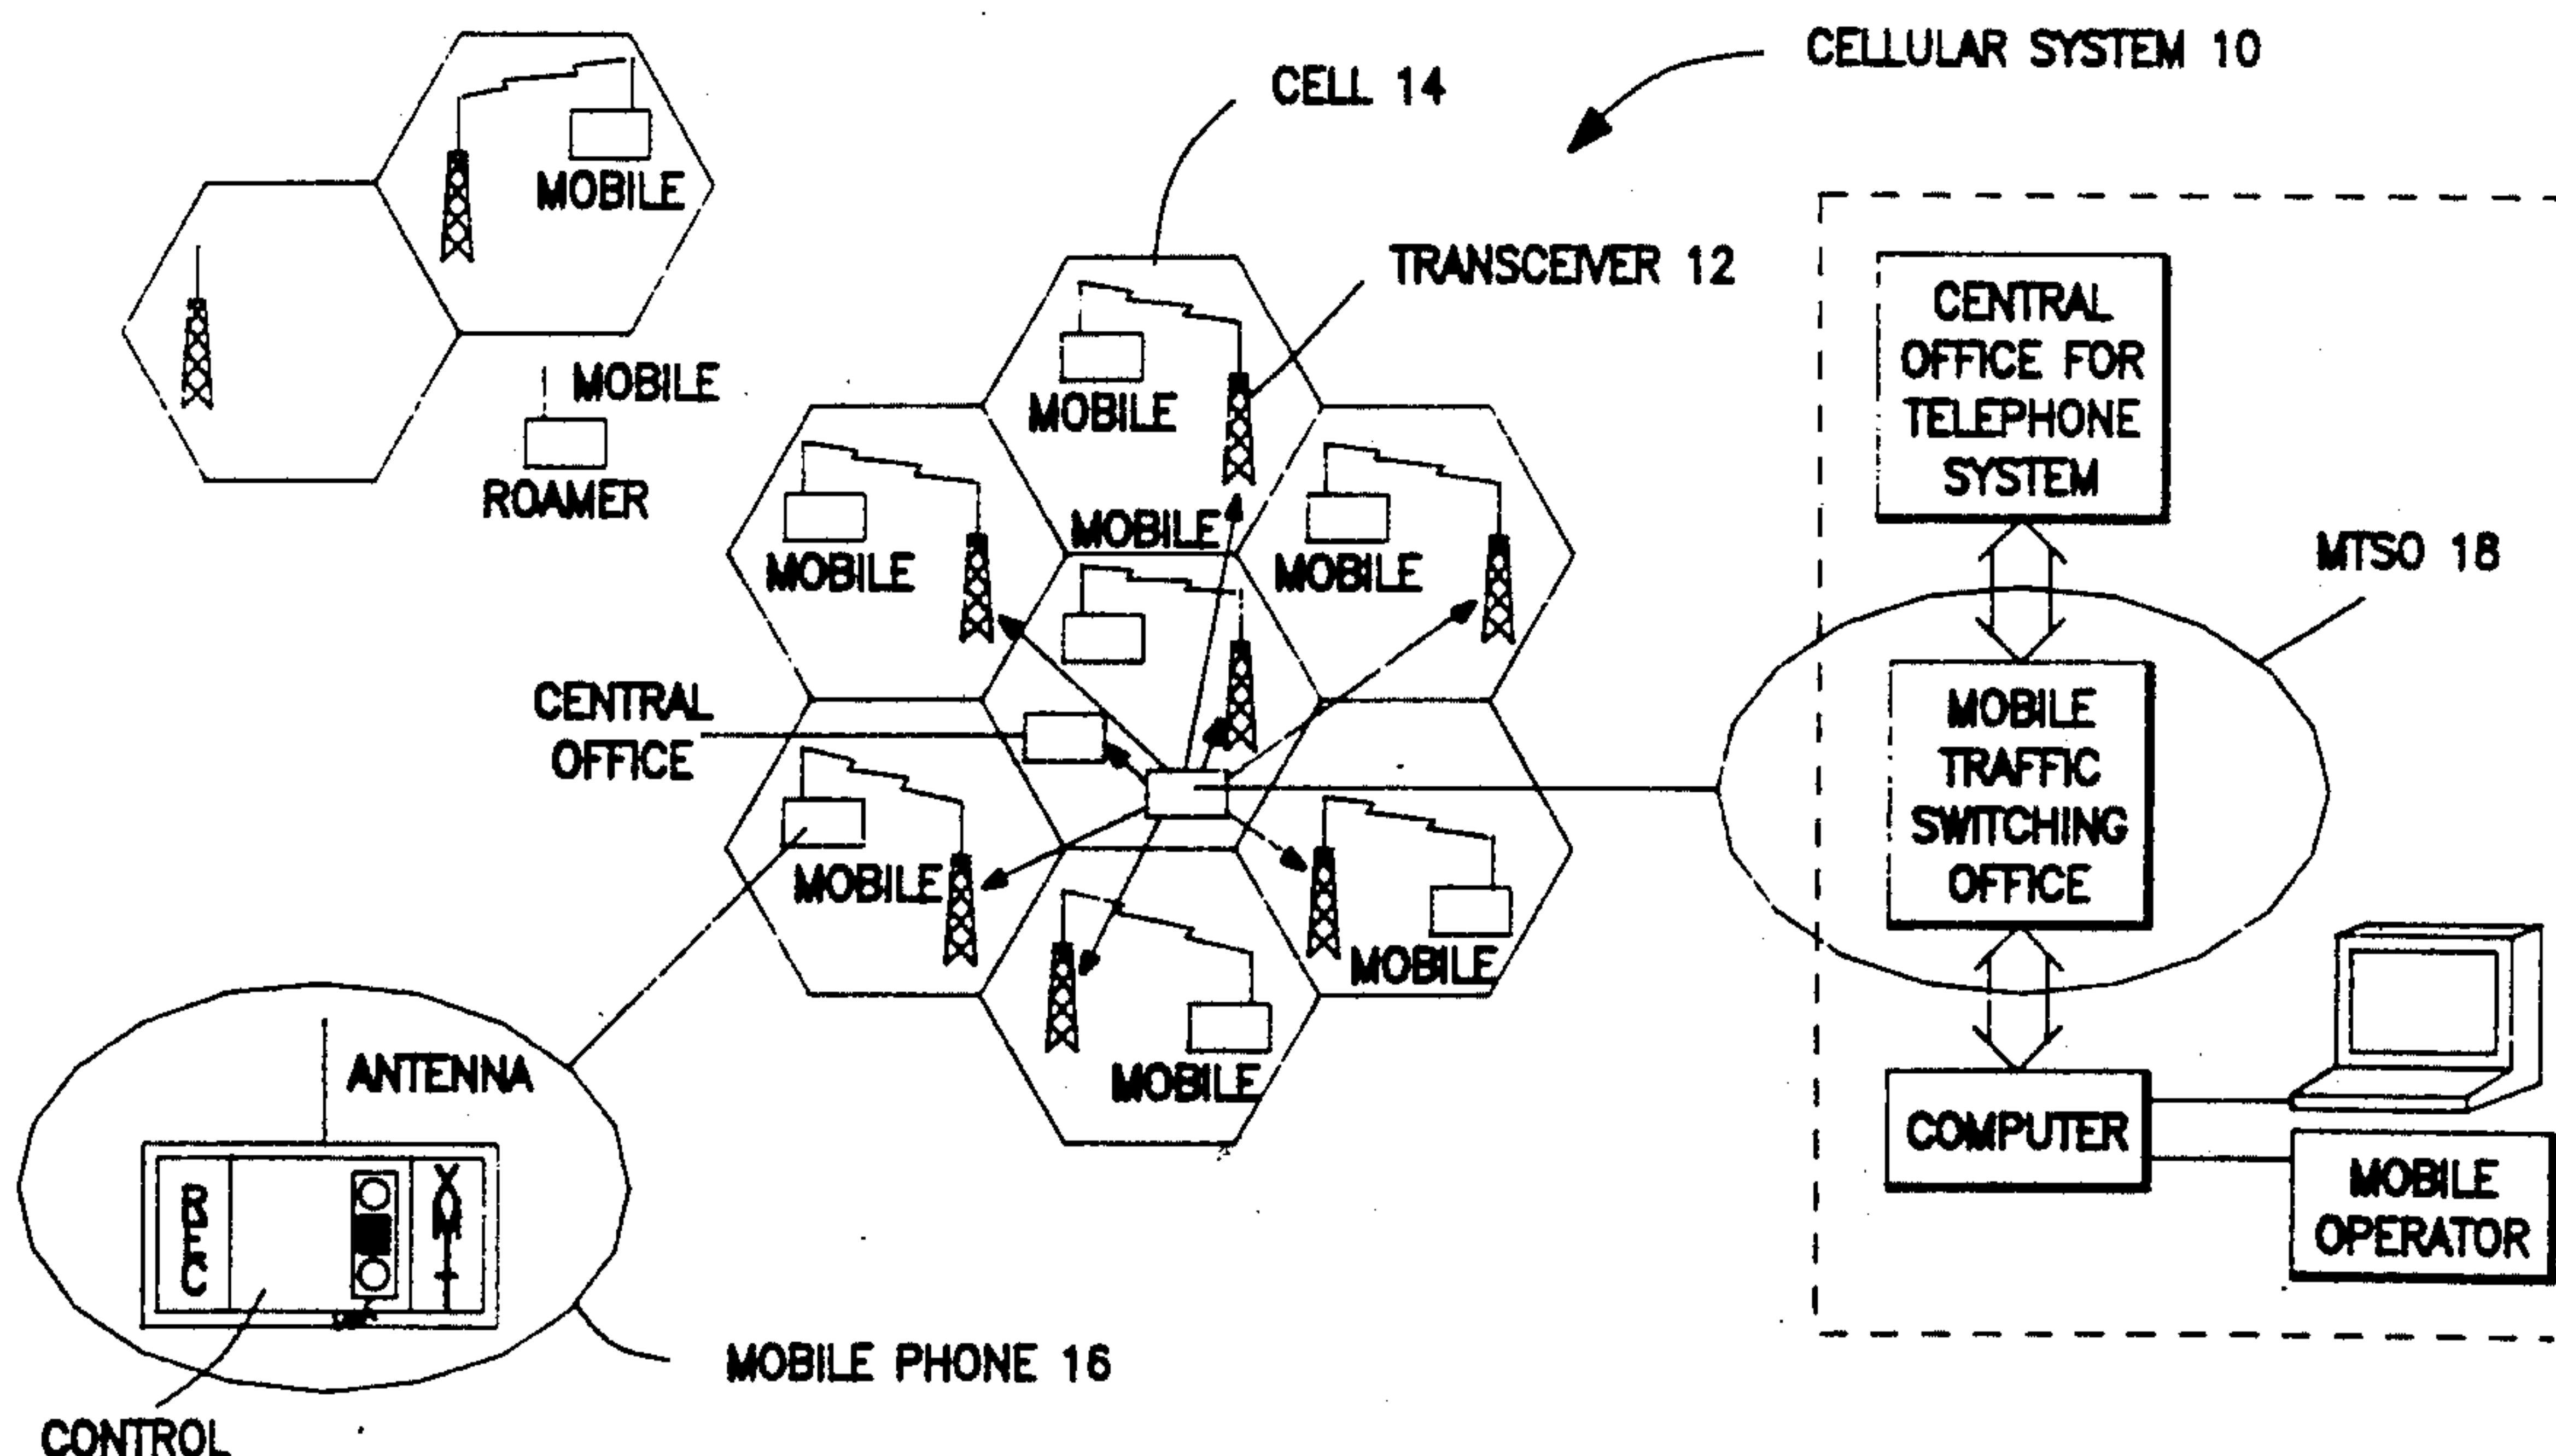 CELLULAR SYSTEM 10
CELL 14
MOBILE
TRANSCEIVER 12
CENTRAL
OFFICE FOR
TELEPHONE
SYSTEM
MOBILE
ROAMER
MOBILE
MOBILE
MOBILE
MOBILE
MTSO 18
CENTRAL
OFFICE
MOBILE
TRAFFIC
SWITCHING
OFFICE
MOBILE
MOBILE
MOBILE
ANTENNA
COMPUTER
MOBILE
OPERATOR
REC
XMT
MOBILE PHONE 16
CONTROL